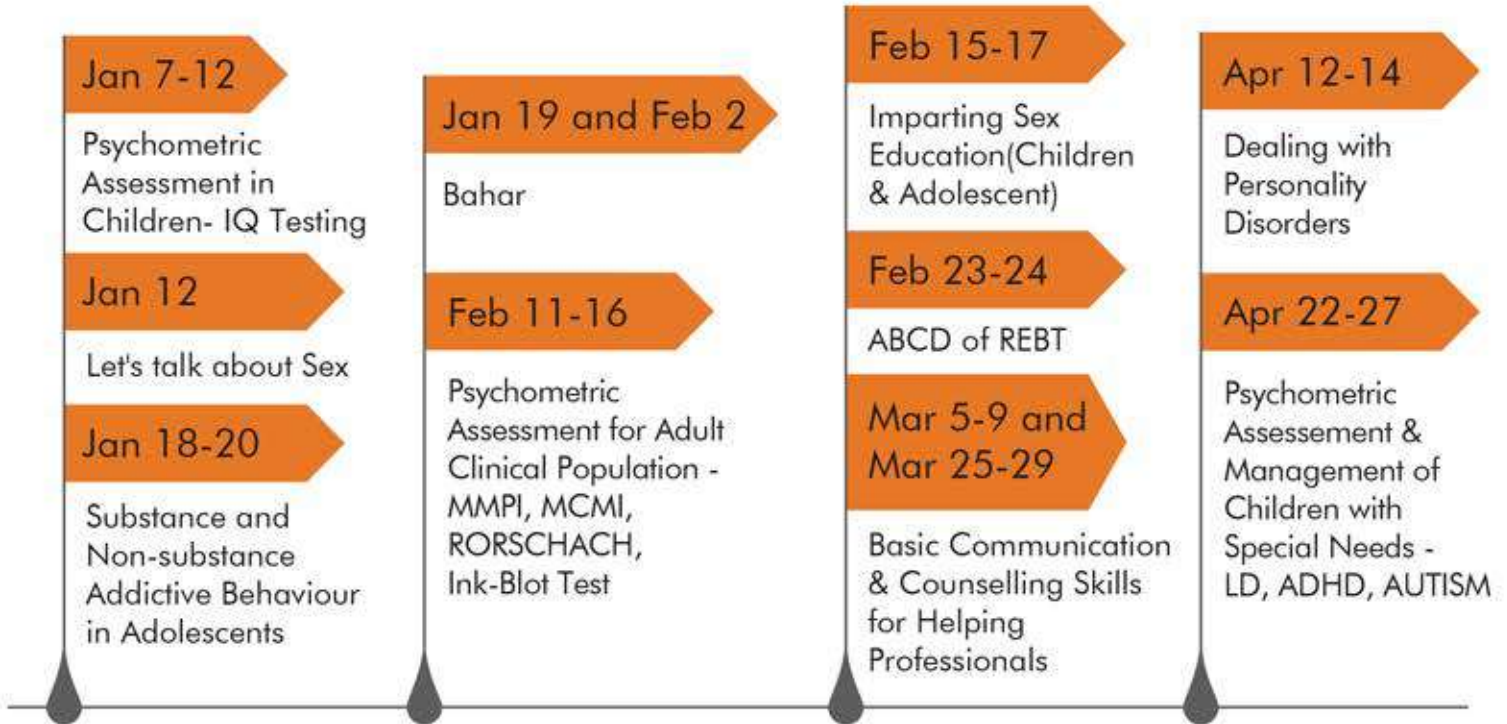 Jan 7-12
Psychometric
Assessment in
Children- IQ Testing
Jan 12
Let's talk about Sex
Jan 18-20
Substance and
Non-substance
Addictive Behaviour
in Adolescents
Jan 19 and Feb 2
Bahar
Feb 11-16
Psychometric
Assessment for Adult
Clinical Population -
MMPI, MCMI,
RORSCHACH,
Ink-Blot Test
Feb 15-17
Imparting Sex
Education(Children
& Adolescent)
Feb 23-24
ABCD of REBT
Mar 5-9 and
Mar 25-29
Basic Communication
& Counselling Skills
for Helping
Professionals
Apr 12-14
Dealing with
Personality
Disorders
Apr 22-27
Psychometric
Assessement &
Management of
Children with
Special Needs -
LD, ADHD, AUTISM